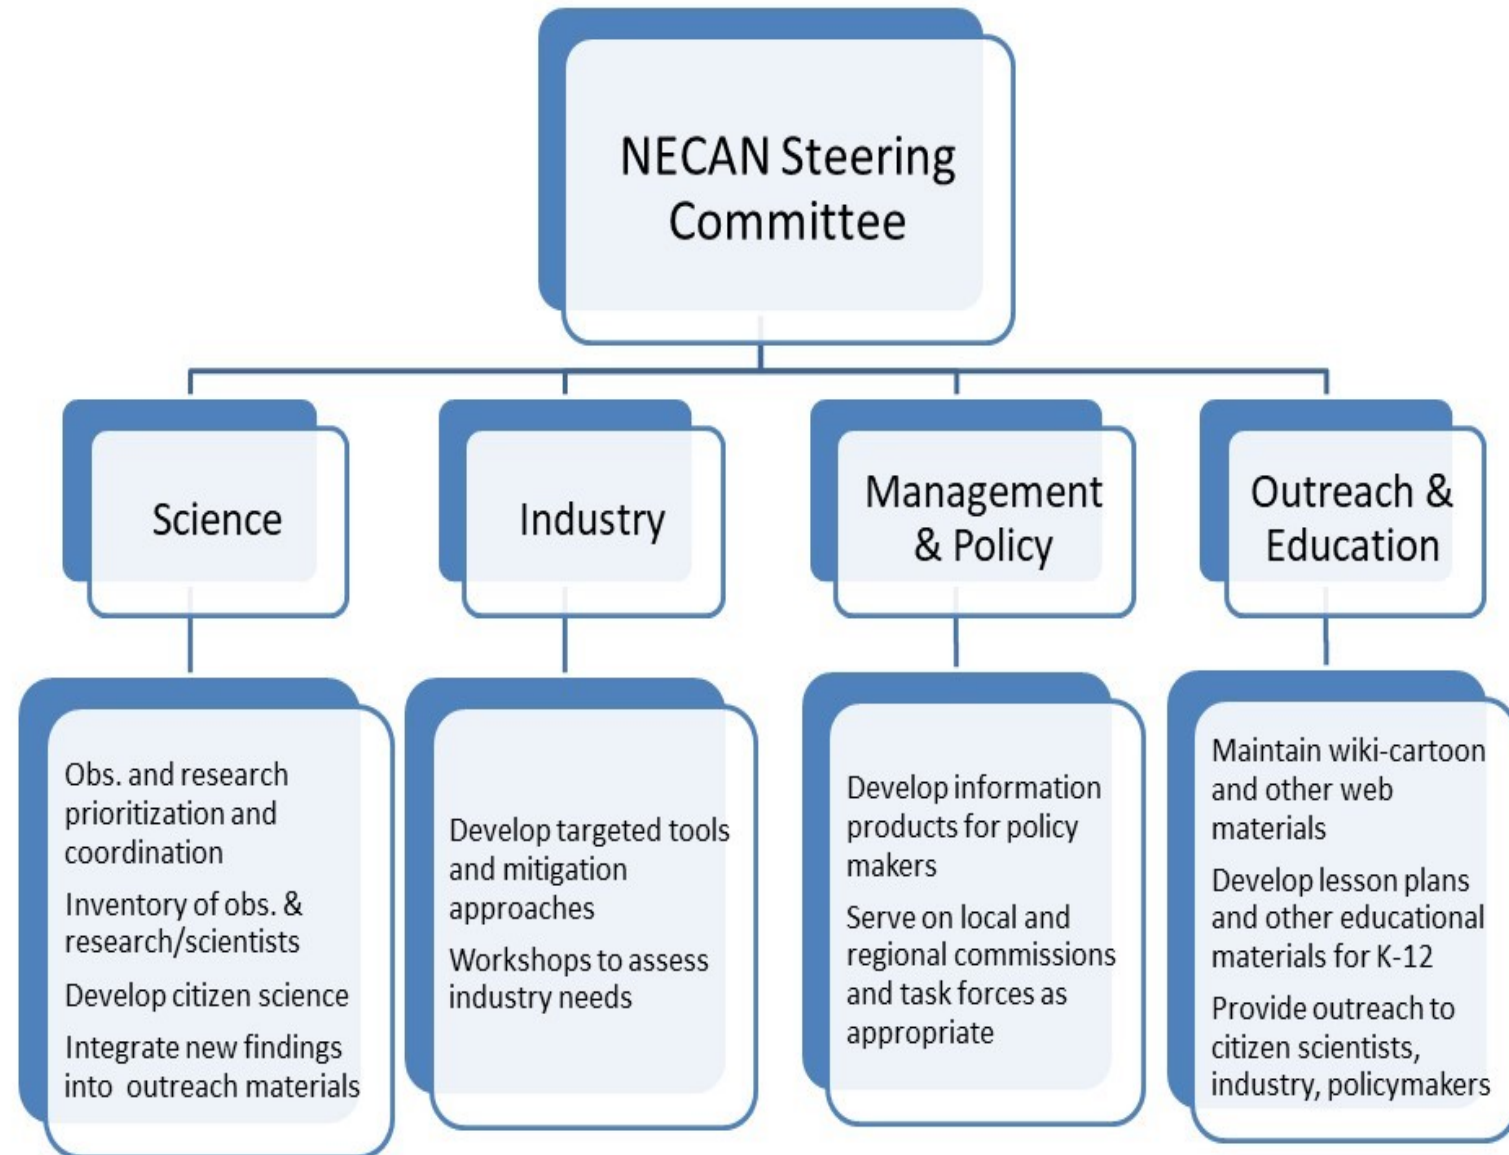 NECAN Steering
Committee
Science
Industry
Management
& Policy
Outreach &
Education
Obs. and research
prioritization and
coordination
Inventory of obs. &
research/scientists
Develop citizen science
Integrate new findings
into outreach materials
Develop targeted tools
and mitigation
approaches
Workshops to assess
industry needs
Develop information
products for policy
makers
Serve on local and
regional commissions
and task forces as
appropriate
Maintain wiki-cartoon
and other web
materials
Develop lesson plans
and other educational
materials for K-12
Provide outreach to
citizen scientists,
industry, policymakers